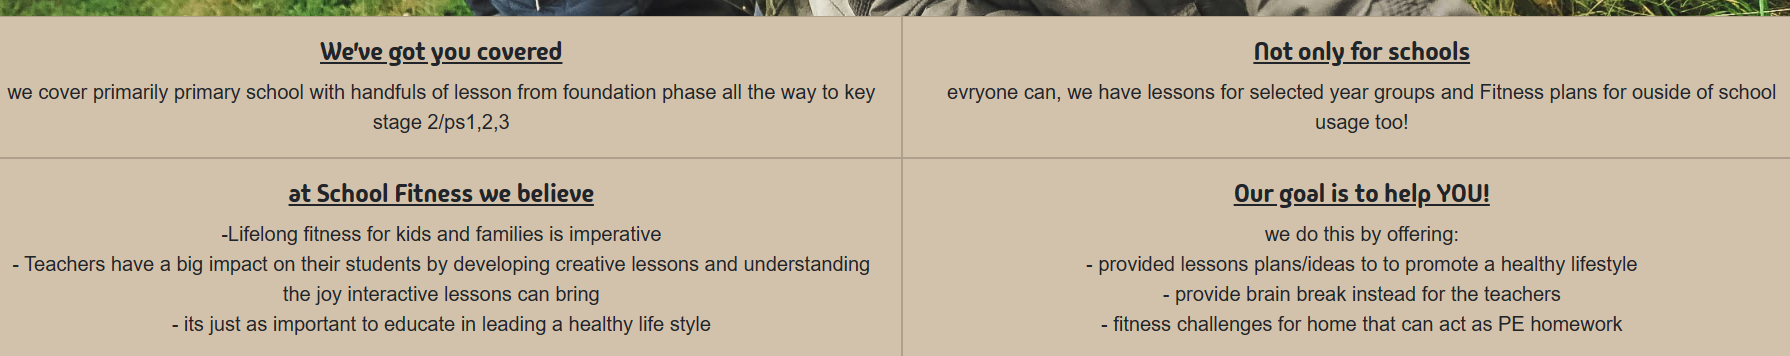 We've got you covered
we cover primarily primary school with handfuls of lesson from foundation phase all the way to key
stage 2/ps1,2,3
Not only for schools
evryone can, we have lessons for selected year groups and Fitness plans for ouside of school
usage too!
at School Fitness we believe
-Lifelong fitness for kids and families is imperative
- Teachers have a big impact on their students by developing creative lessons and understanding
the joy interactive lessons can bring
- its just as important to educate in leading a healthy life style
Our goal is to help YOU!
we do this by offering:
- provided lessons plans/ideas to to promote a healthy lifestyle
- provide brain break instead for the teachers
- fitness challenges for home that can act as PE homework